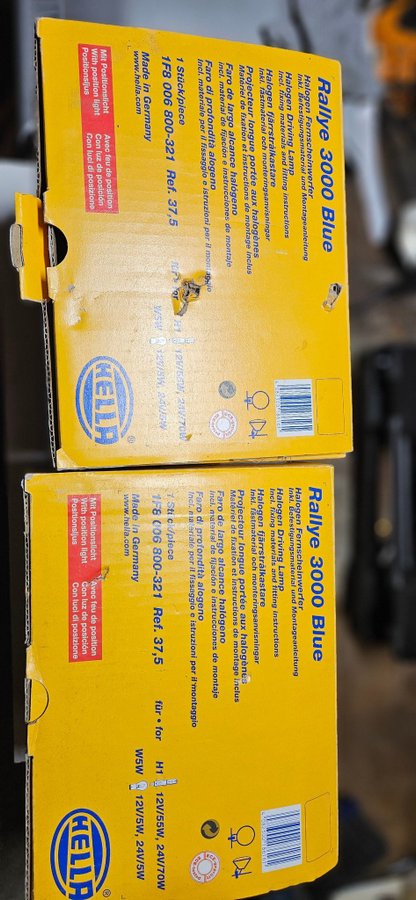 Rallye 3000 Blue
Halogen Fernscheinwerfer
Inkl. Befestigungsmaterial und Montageanleitung
Halogen Driving Lamp
Incl. fixing materials and fitting instructions
Halogen fjärrstrålkastare
Inkl. fästmaterial och monteringsanvisningar
Projecteur longue portée aux halogènes
Matériel de fixation et instructions de montage inclus
Faro de largo alcance halógeno
Incl. material de fijación e instrucciones de montaje
Faro di profondità alogeno
Incl. materiale per il fissaggio e istruzioni per il montaggio
1 Stück/piece
1F8 006 800-321 Ref. 37,5
Made in Germany
www.hella.com
für • for
H1 12V/55W, 24V/70W
W5W 12V/5W, 24V/5W
Mit Positionslicht
With position light
Positionsljus
Avec feu de position
Con luz de posición
Con luci di posizione
HELLA
®
Rallye 3000 Blue
Halogen Fernscheinwerfer
Inkl. Befestigungsmaterial und Montageanleitung
Halogen Driving Lamp
Incl. fixing materials and fitting instructions
Halogen fjärrstrålkastare
Inkl. fästmaterial och monteringsanvisningar
Projecteur longue portée aux halogènes
Matériel de fixation et instructions de montage inclus
Faro de largo alcance halógeno
Incl. material de fijación e instrucciones de montaje
Faro di profondità alogeno
Incl. materiale per il fissaggio e istruzioni per il montaggio
1 Stück/piece
1F8 006 800-321 Ref. 37,5
Made in Germany
www.hella.com
für • for
H1 12V/55W, 24V/70W
W5W 12V/5W, 24V/5W
Mit Positionslicht
With position light
Positionsljus
Avec feu de position
Con luz de posición
Con luci di posizione
HELLA
®